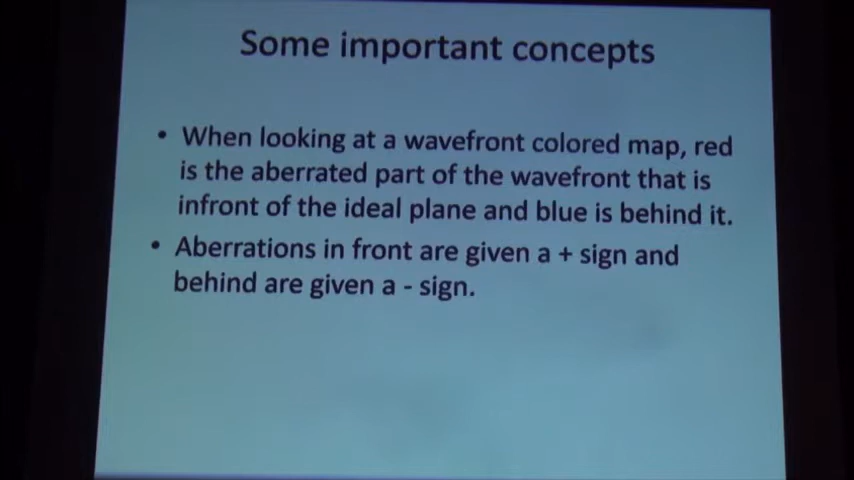 Some important concepts
• When looking at a wavefront colored map, red
is the aberrated part of the wavefront that is
infront of the ideal plane and blue is behind it.
• Aberrations in front are given a + sign and
behind are given a - sign.